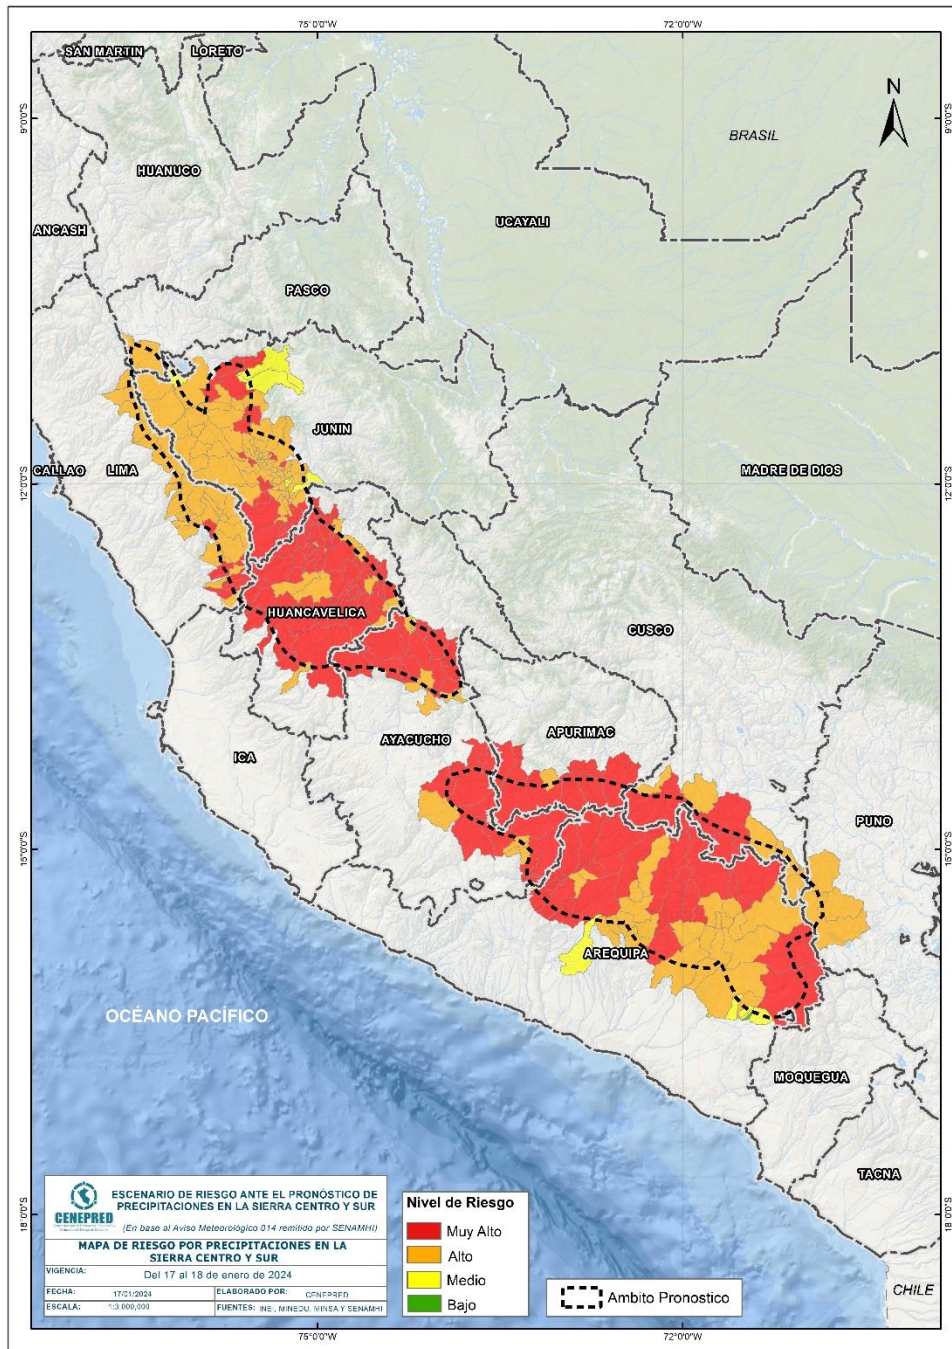 75°0'0"W
72°0'0"W
SAN MARTIN
LORETO
N
9°0'0"S
9°0'0"S
BRASIL
HUANUCO
ANCASH
UCAYALI
PASCO
JUNIN
CALLAO
LIMA
MADRE DE DIOS
12°0'0"S
12°0'0"S
HUANCAVELICA
CUSCO
ICA
AYACUCHO
APURIMAC
PUNO
15°0'0"S
15°0'0"S
AREQUIPA
OCÉANO PACÍFICO
MOQUEGUA
TACNA
18°0'0"S
18°0'0"S
CHILE
CENEPRED
ESCENARIO DE RIESGO ANTE EL PRONÓSTICO DE
PRECIPITACIONES EN LA SIERRA CENTRO Y SUR
(En base al Aviso Meteorológico 014 remitido por SENAMHI)
MAPA DE RIESGO POR PRECIPITACIONES EN LA
SIERRA CENTRO Y SUR
VIGENCIA: Del 17 al 18 de enero de 2024
FECHA: 17/01/2024 ELABORADO POR: CENEPRED
ESCALA: 1:3,000,000 FUENTES: INEI, MINEDU, MINSA Y SENAMHI
Nivel de Riesgo
Muy Alto
Alto
Medio
Bajo
Ambito Pronostico
75°0'0"W
72°0'0"W